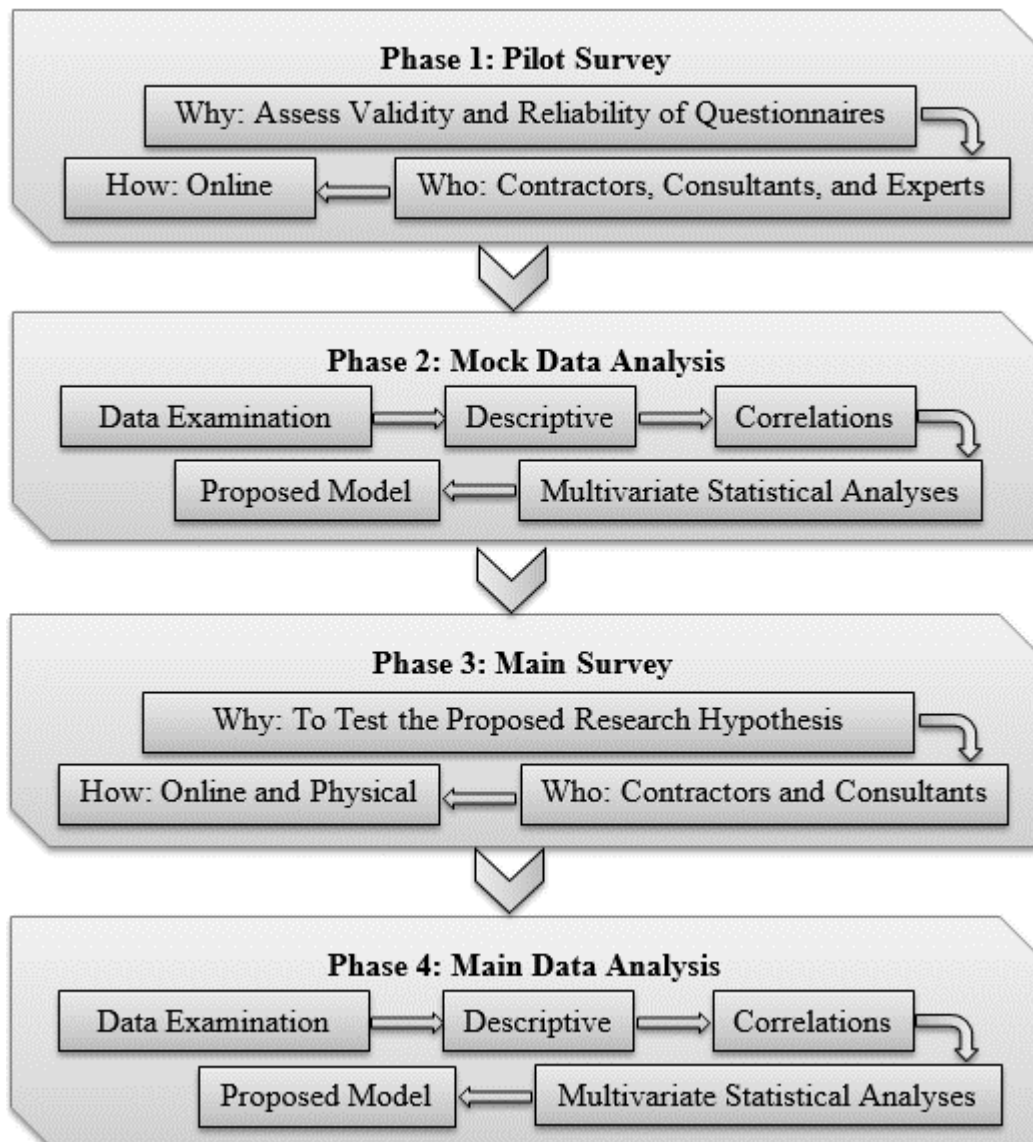 Phase 1: Pilot Survey
Why: Assess Validity and Reliability of Questionnaires
How: Online
Who: Contractors, Consultants, and Experts
Phase 2: Mock Data Analysis
Data Examination
Descriptive
Correlations
Proposed Model
Multivariate Statistical Analyses
Phase 3: Main Survey
Why: To Test the Proposed Research Hypothesis
How: Online and Physical
Who: Contractors and Consultants
Phase 4: Main Data Analysis
Data Examination
Descriptive
Correlations
Proposed Model
Multivariate Statistical Analyses